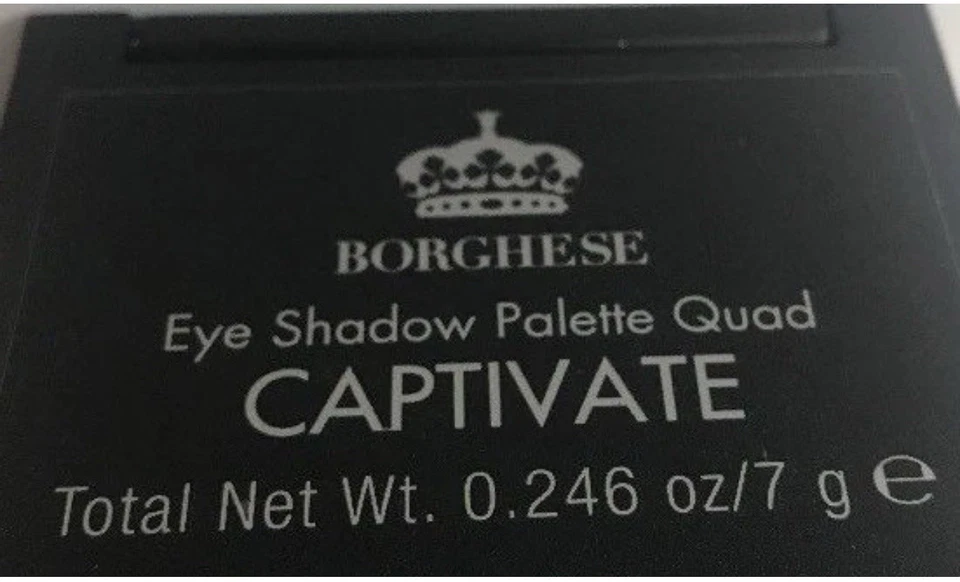 BORGHESE
Eye Shadow Palette Quad
CAPTIVATE
Total Net Wt. 0.246 oz/7 g ℮